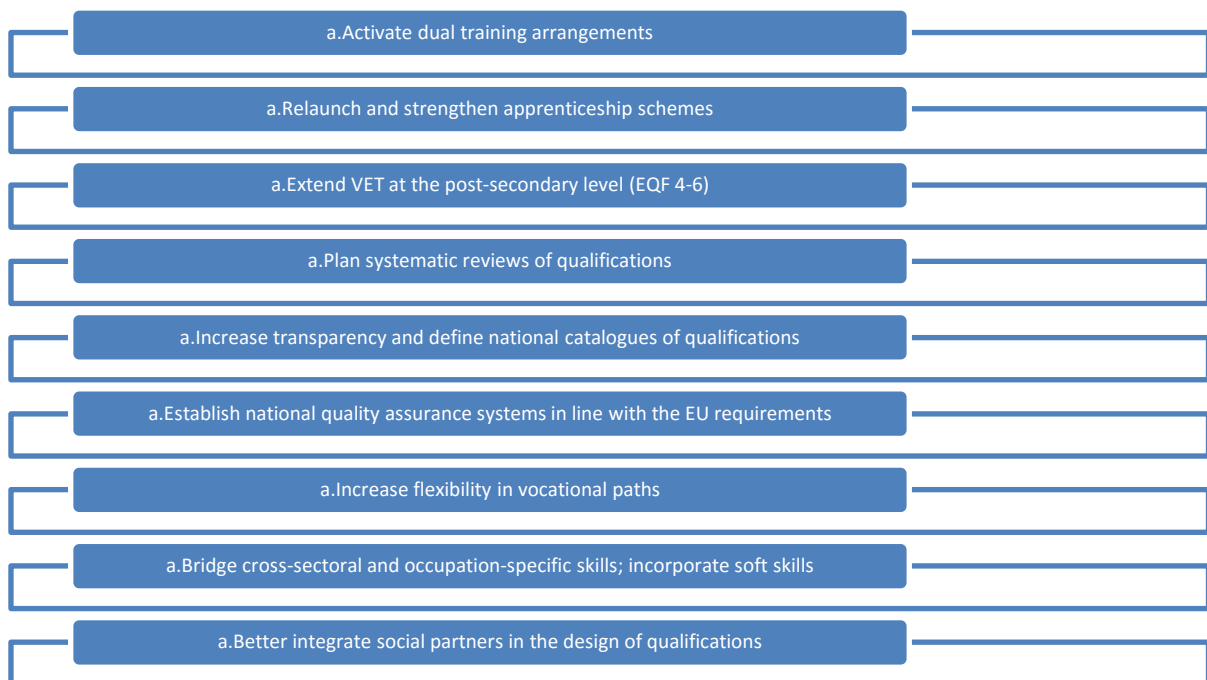 a.Activate dual training arrangements
a.Relaunch and strengthen apprenticeship schemes
a.Extend VET at the post-secondary level (EQF 4-6)
a.Plan systematic reviews of qualifications
a.Increase transparency and define national catalogues of qualifications
a.Establish national quality assurance systems in line with the EU requirements
a.Increase flexibility in vocational paths
a.Bridge cross-sectoral and occupation-specific skills; incorporate soft skills
a.Better integrate social partners in the design of qualifications